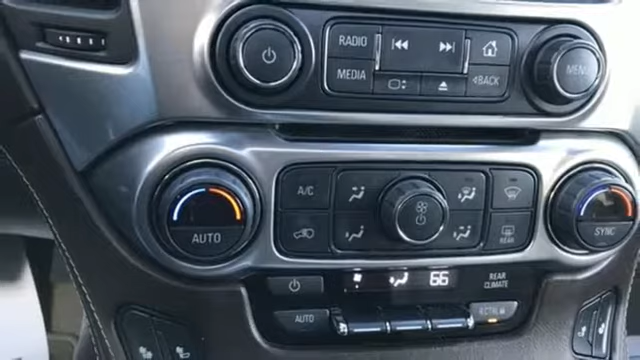 RADIO
MEDIA
BACK
MENU
A/C
AUTO
REAR
SYNC
66
REAR
CLIMATE
AUTO